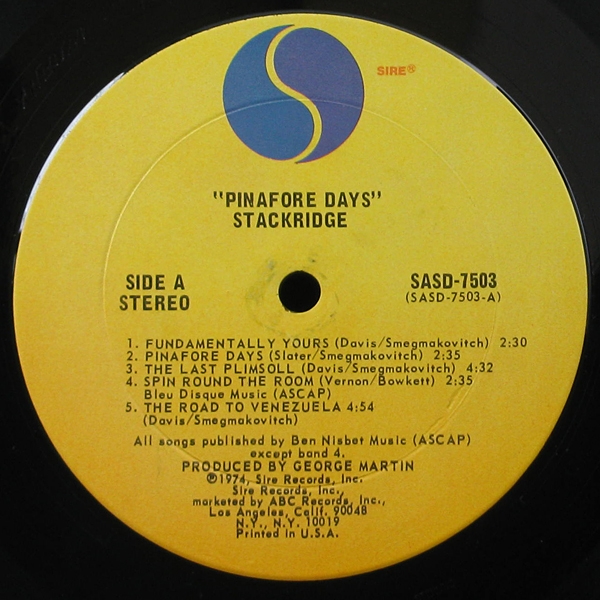 SIRE®
"PINAFORE DAYS"
STACKRIDGE
SIDE A
STEREO
SASD-7503
(SASD-7503-A)
1. FUNDAMENTALLY YOURS (Davis/Smegmakovitch) 2:30
2. PINAFORE DAYS (Slater/Smegmakovitch) 2:35
3. THE LAST PLIMSOLL (Davis/Smegmakovitch) 4:32
4. SPIN ROUND THE ROOM (Vernon/Bowkett) 2:35
Bleu Disque Music (ASCAP)
5. THE ROAD TO VENEZUELA 4:54
(Davis/Smegmakovitch)
All songs published by Ben Nisbet Music (ASCAP)
except band 4.
PRODUCED BY GEORGE MARTIN
℗1974, Sire Records, Inc.
Sire Records, Inc.,
marketed by ABC Records, Inc.,
Los Angeles, Calif. 90048
N.Y., N.Y. 10019
Printed in U.S.A.